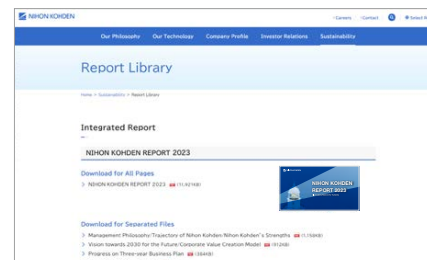 NIHON KOHDEN
Careers Contact Select R
Our Philosophy Our Technology Company Profile Investor Relations Sustainability
Report Library
Home > Sustainability > Report Library
Integrated Report
NIHON KOHDEN REPORT 2023
Download for All Pages
> NIHON KOHDEN REPORT 2023
NIHON KOHDEN
REPORT 2023
Download for Separated Files
> Management Philosophy/Trajectory of Nihon Kohden/Nihon Kohden's Strengths
> Vision towards 2030 for the Future/Corporate Value Creation Model
> Progress on Three-year Business Plan